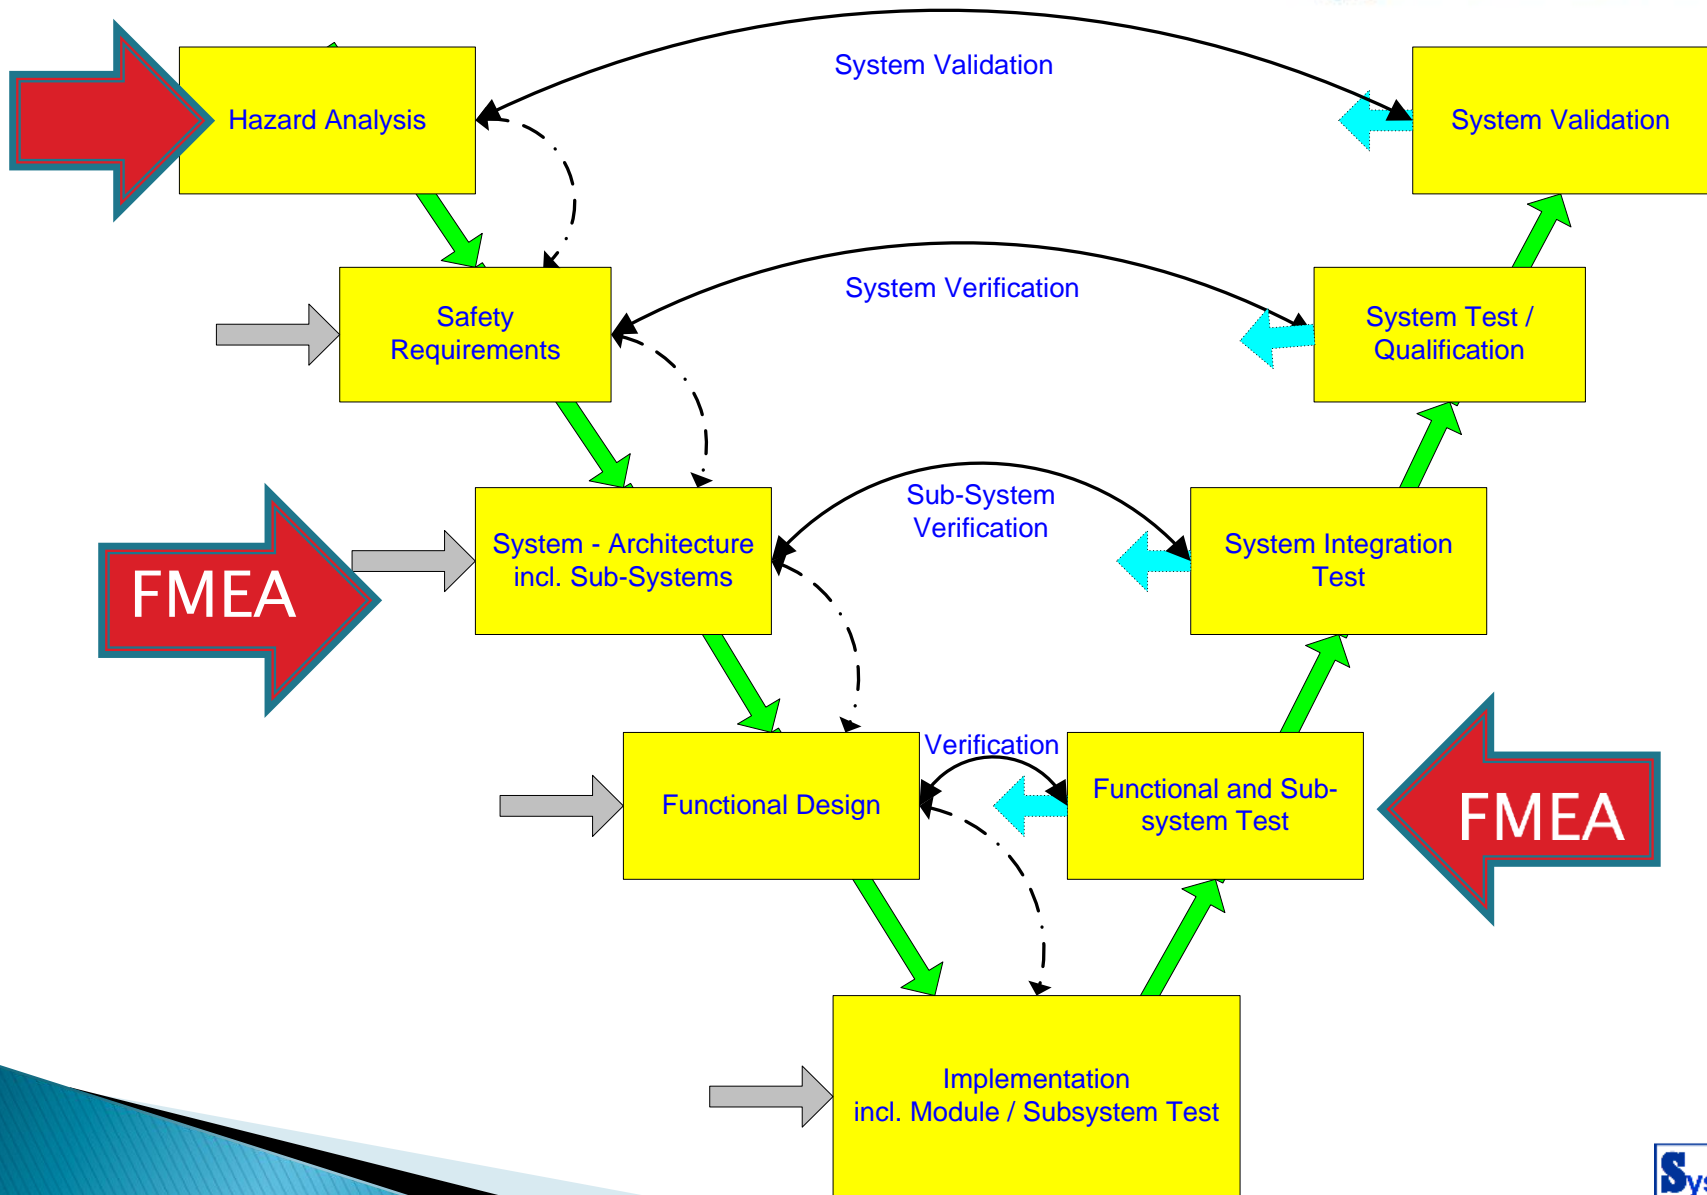 System Validation
Hazard Analysis
System Validation
System Verification
Safety
Requirements
System Test /
Qualification
Sub-System
Verification
System - Architecture
incl. Sub-Systems
System Integration
Test
FMEA
Verification
Functional Design
Functional and Sub-
system Test
FMEA
Implementation
incl. Module / Subsystem Test